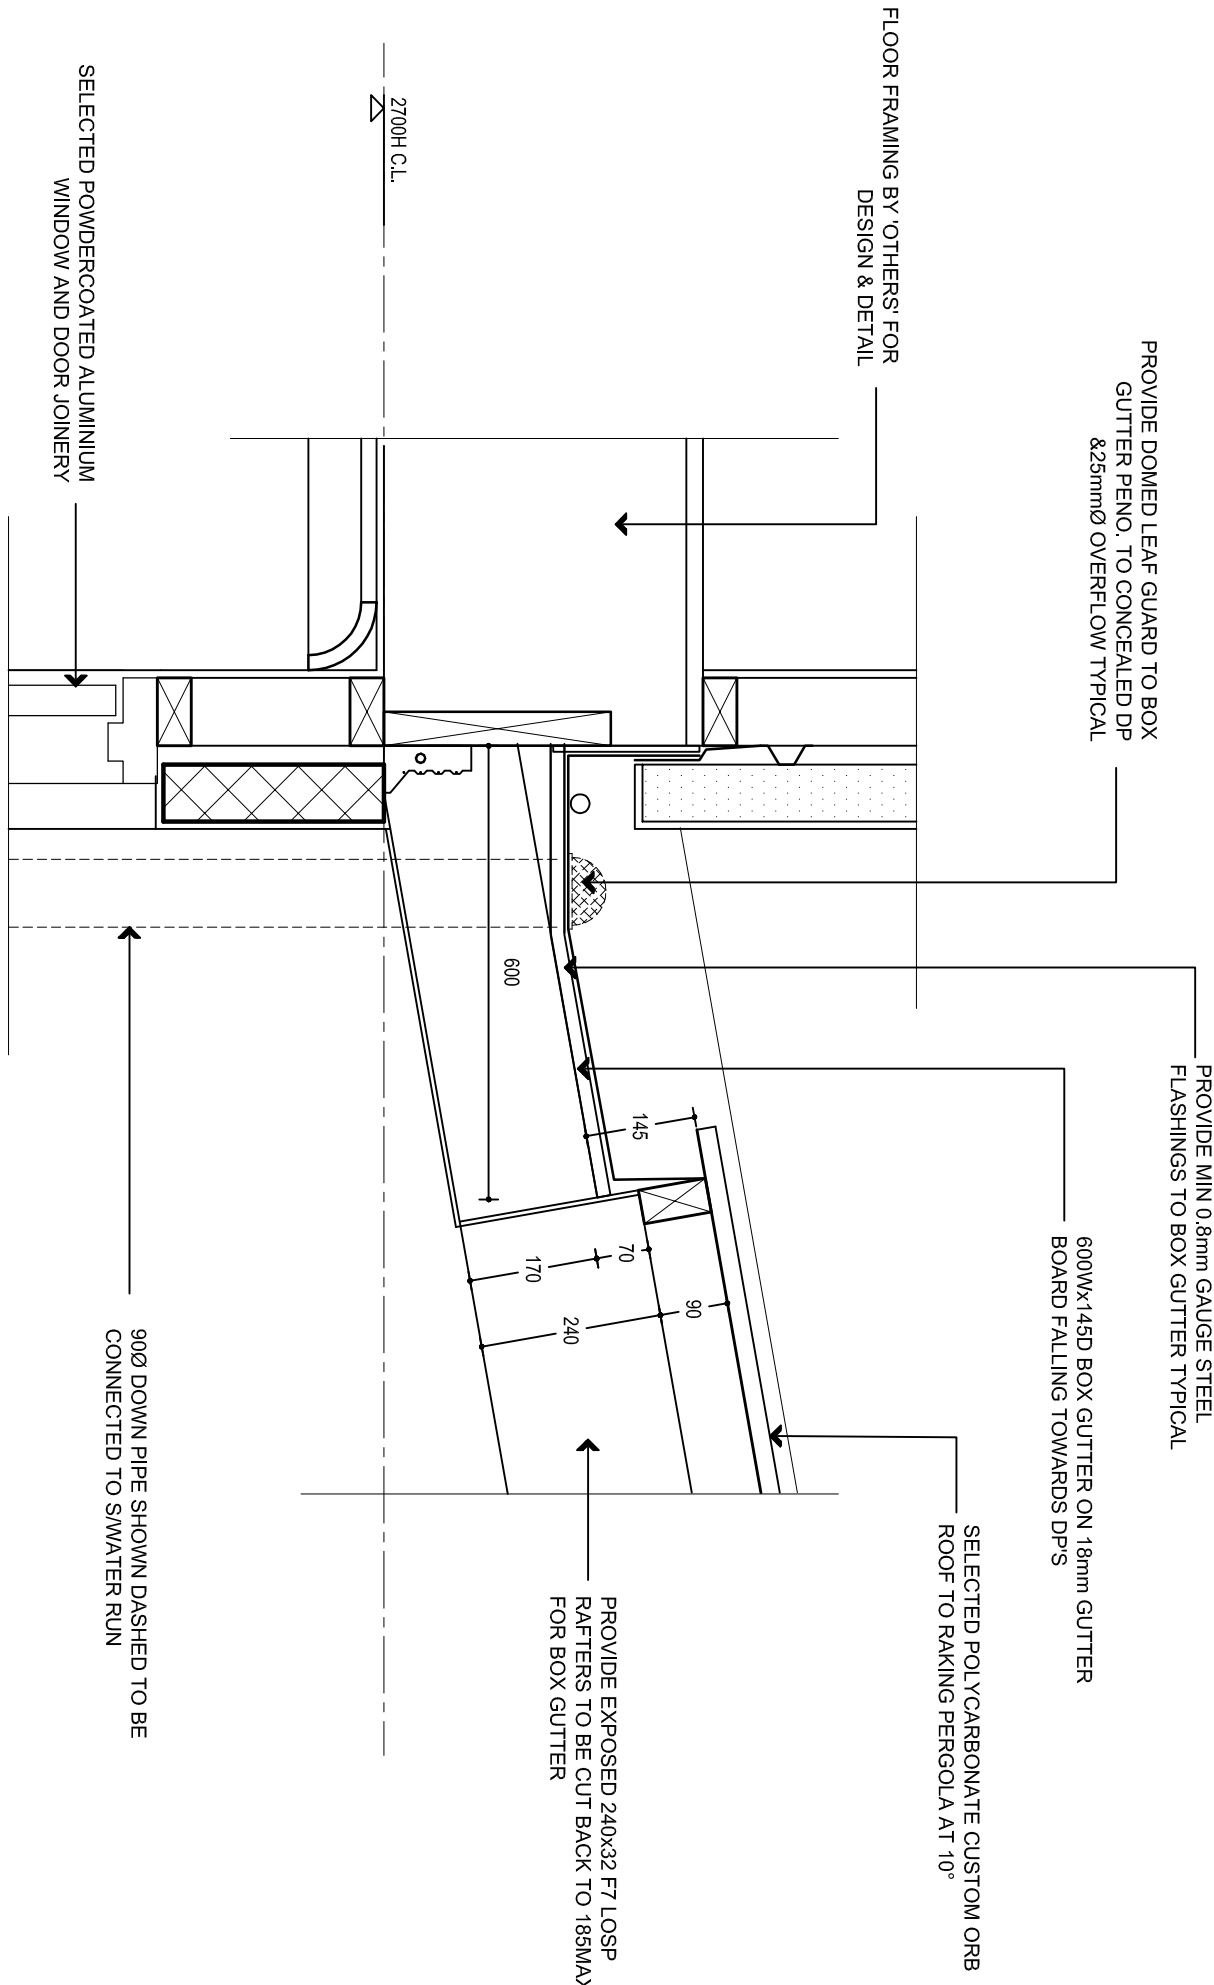 PROVIDE MIN 0.8mm GAUGE STEEL
FLASHINGS TO BOX GUTTER TYPICAL
PROVIDE DOMED LEAF GUARD TO BOX
GUTTER PENO. TO CONCEALED DP
&25mmØ OVERFLOW TYPICAL
600Wx145D BOX GUTTER ON 18mm GUTTER
BOARD FALLING TOWARDS DP'S
SELECTED POLYCARBONATE CUSTOM ORB
ROOF TO RAKING PERGOLA AT 10°
FLOOR FRAMING BY 'OTHERS' FOR
DESIGN & DETAIL
145
90
70
170
240
600
PROVIDE EXPOSED 240x32 F7 LOSP
RAFTERS TO BE CUT BACK TO 185MAX
FOR BOX GUTTER
2700H C.L.
90Ø DOWN PIPE SHOWN DASHED TO BE
CONNECTED TO S/WATER RUN
SELECTED POWDERCOATED ALUMINIUM
WINDOW AND DOOR JOINERY